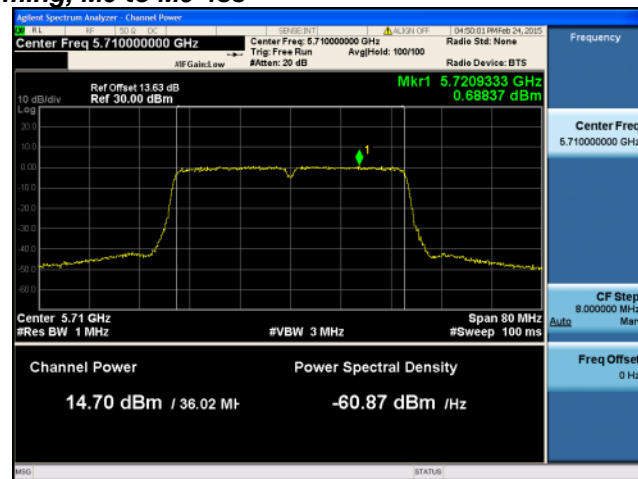 Agilent Spectrum Analyzer - Channel Power
RL RF 50 Ω DC SENSE:INT ALIGN OFF 04:50:01 PM Feb 24, 2015
Center Freq 5.710000000 GHz
Center Freq: 5.710000000 GHz
Radio Std: None
Trig: Free Run Avg|Hold: 100/100
#IFGain:Low #Atten: 20 dB Radio Device: BTS
Frequency
Ref Offset 13.63 dB
Mkr1 5.7209333 GHz
10 dB/div Ref 30.00 dBm 0.68837 dBm
Log
20.0
10.0
0.00
-10.0
-20.0
-30.0
-40.0
-50.0
-60.0
1
Center 5.71 GHz Span 80 MHz
#Res BW 1 MHz #VBW 3 MHz #Sweep 100 ms
Channel Power Power Spectral Density
14.70 dBm / 36.02 MH -60.87 dBm /Hz
Center Freq
5.710000000 GHz
CF Step
8.000000 MHz
Auto Man
Freq Offset
0 Hz
MSG STATUS